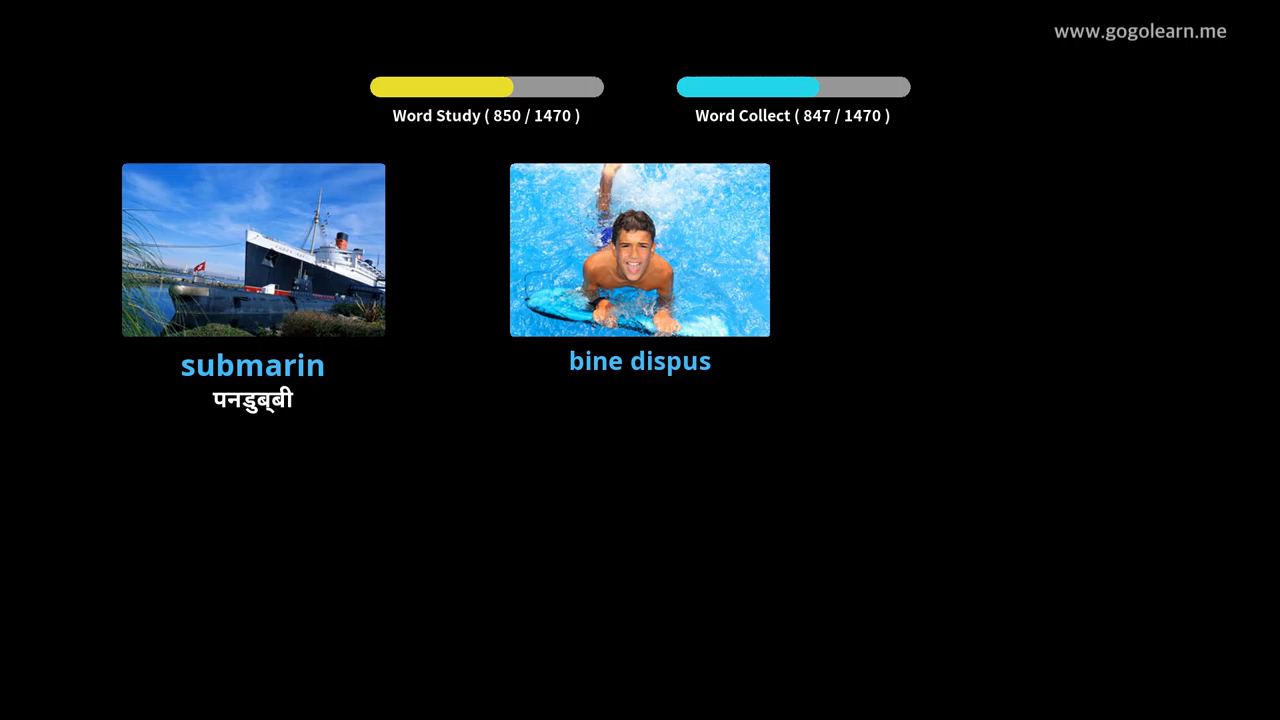 www.gogolearn.me
Word Study ( 850 / 1470 )
Word Collect ( 847 / 1470 )
submarin
पनडुब्बी
bine dispus